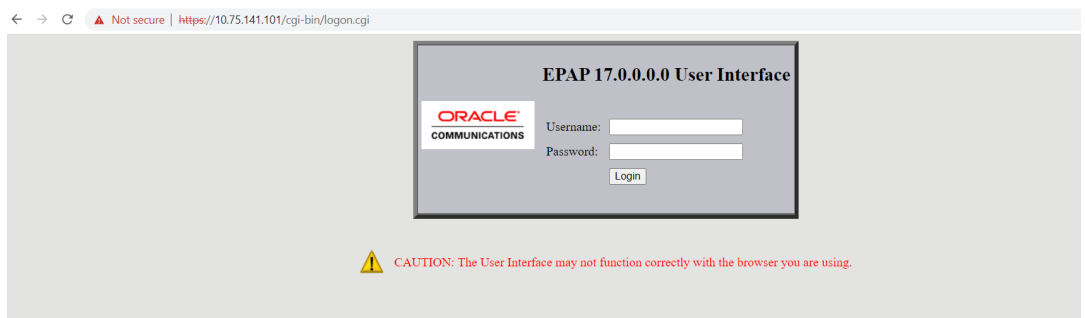 Not secure | https://10.75.141.101/cgi-bin/logon.cgi
EPAP 17.0.0.0.0 User Interface
ORACLE
COMMUNICATIONS
Username:
Password:
Login
CAUTION: The User Interface may not function correctly with the browser you are using.